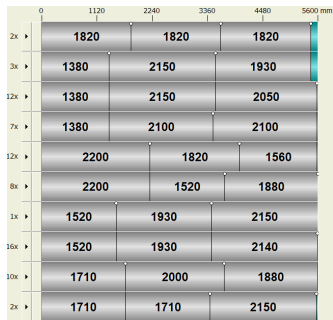 0 1120 2240 3360 4480 5600 mm
2x 1820 1820 1820
3x 1380 2150 1930
12x 1380 2150 2050
7x 1380 2100 2100
12x 2200 1820 1560
8x 2200 1520 1880
1x 1520 1930 2150
16x 1520 1930 2140
10x 1710 2000 1880
2x 1710 1710 2150